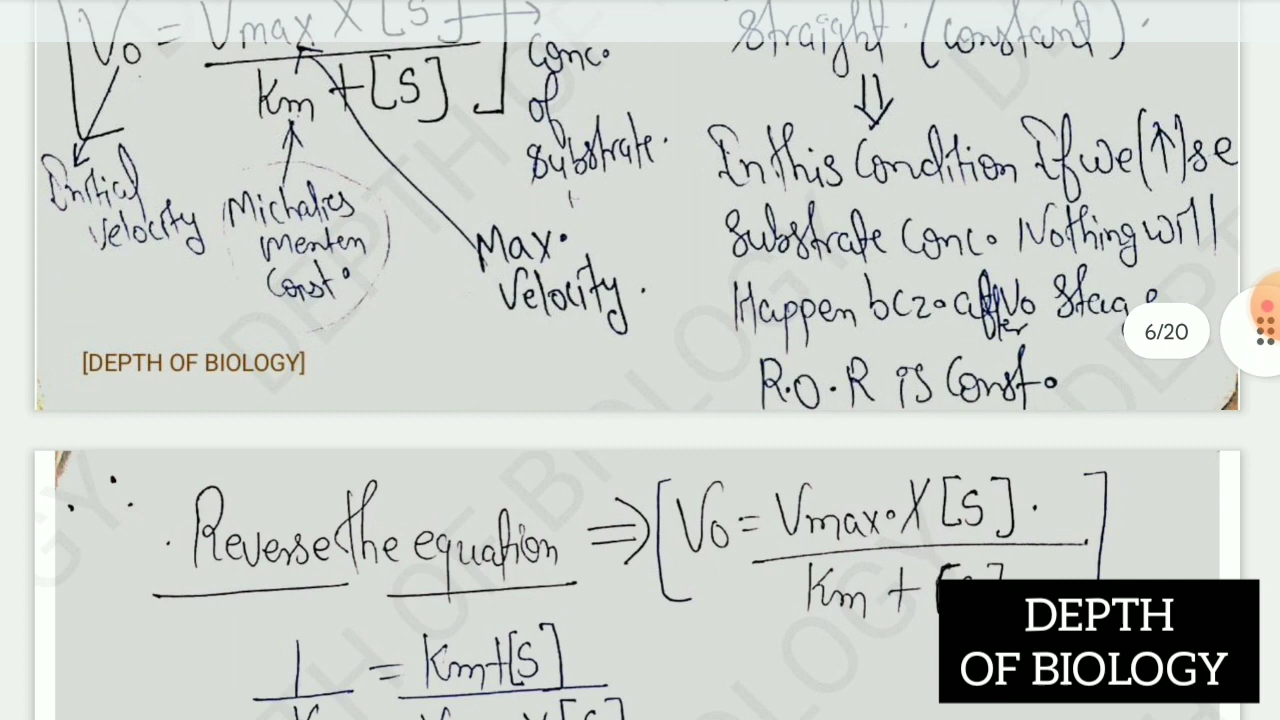 V₀ = Vmax X [S]
Km + [S]
Conc.
of
Substrate.
Initial
Velocity
Michalies
menten
Const.
Max.
Velocity.
[DEPTH OF BIOLOGY]
Straight. (constant).
⇓
In this Condition If we (↑)se
Substrate Conc. Nothing will
Happen bcz. after V₀ Stage
R.O.R is Const.
6/20
∴ Reverse the equation ⇒ [V₀ = Vmax. X [S].]
Km +
1 = Km+[S]
DEPTH
OF BIOLOGY